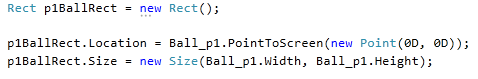 Rect p1BallRect = new Rect();
p1BallRect.Location = Ball_p1.PointToScreen(new Point(0D, 0D));
p1BallRect.Size = new Size(Ball_p1.Width, Ball_p1.Height);